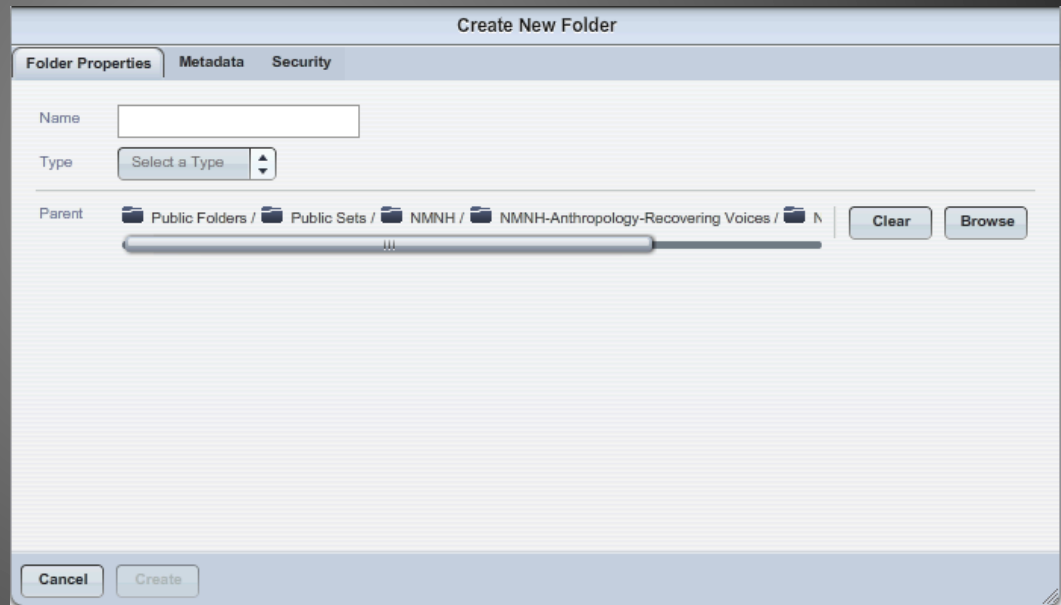 Create New Folder
Folder Properties Metadata Security
Name
Type Select a Type
Parent Public Folders / Public Sets / NMNH / NMNH-Anthropology-Recovering Voices / Clear Browse
Cancel Create